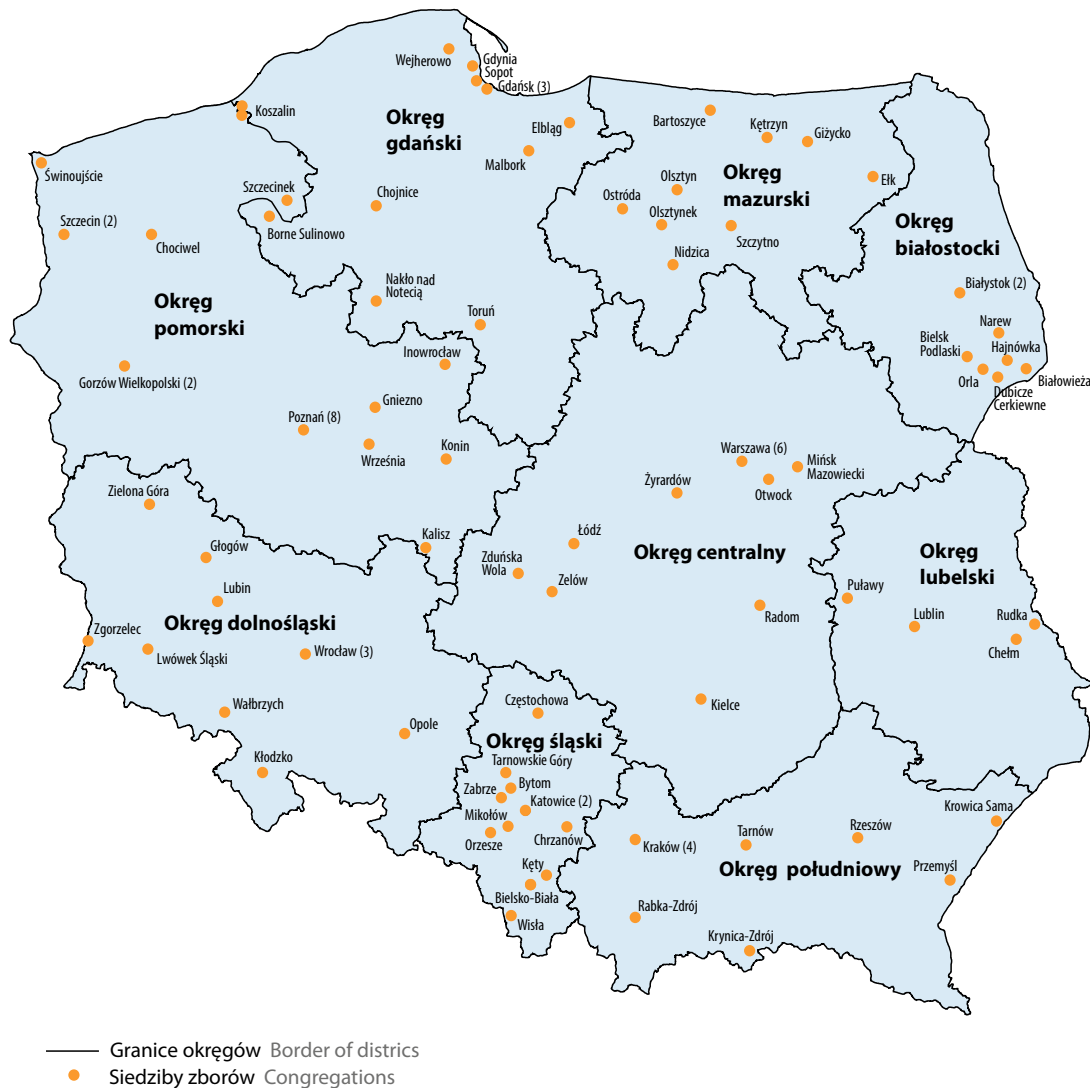 Wejherowo
Gdynia
Sopot
Gdańsk (3)
Koszalin
Okręg
gdański
Elbląg
Malbork
Bartoszyce
Kętrzyn
Giżycko
Świnoujście
Szczecinek
Chojnice
Olsztyn
Okręg
mazurski
Ełk
Ostróda
Olsztynek
Szczecin (2)
Chociwel
Borne Sulinowo
Szczytno
Nidzica
Okręg
białostocki
Białystok (2)
Nakło nad
Notecią
Okręg
pomorski
Toruń
Narew
Bielsk
Podlaski
Hajnówka
Inowrocław
Orla
Białowieża
Dubicze
Cerkiewne
Gorzów Wielkopolski (2)
Gniezno
Poznań (8)
Września
Konin
Warszawa (6)
Mińsk
Mazowiecki
Otwock
Żyrardów
Zielona Góra
Kalisz
Łódź
Okręg centralny
Okręg
lubelski
Głogów
Zduńska
Wola
Zelów
Puławy
Lubin
Radom
Lublin
Rudka
Chełm
Okręg dolnośląski
Zgorzelec
Lwówek Śląski
Wrocław (3)
Wałbrzych
Częstochowa
Kielce
Opole
Okręg śląski
Kłodzko
Tarnowskie Góry
Bytom
Zabrze
Katowice (2)
Mikołów
Orzesze
Chrzanów
Krowica Sama
Kraków (4)
Tarnów
Rzeszów
Okręg południowy
Przemyśl
Kęty
Bielsko-Biała
Wisła
Rabka-Zdrój
Krynica-Zdrój
Granice okręgów Border of districs
Siedziby zborów Congregations